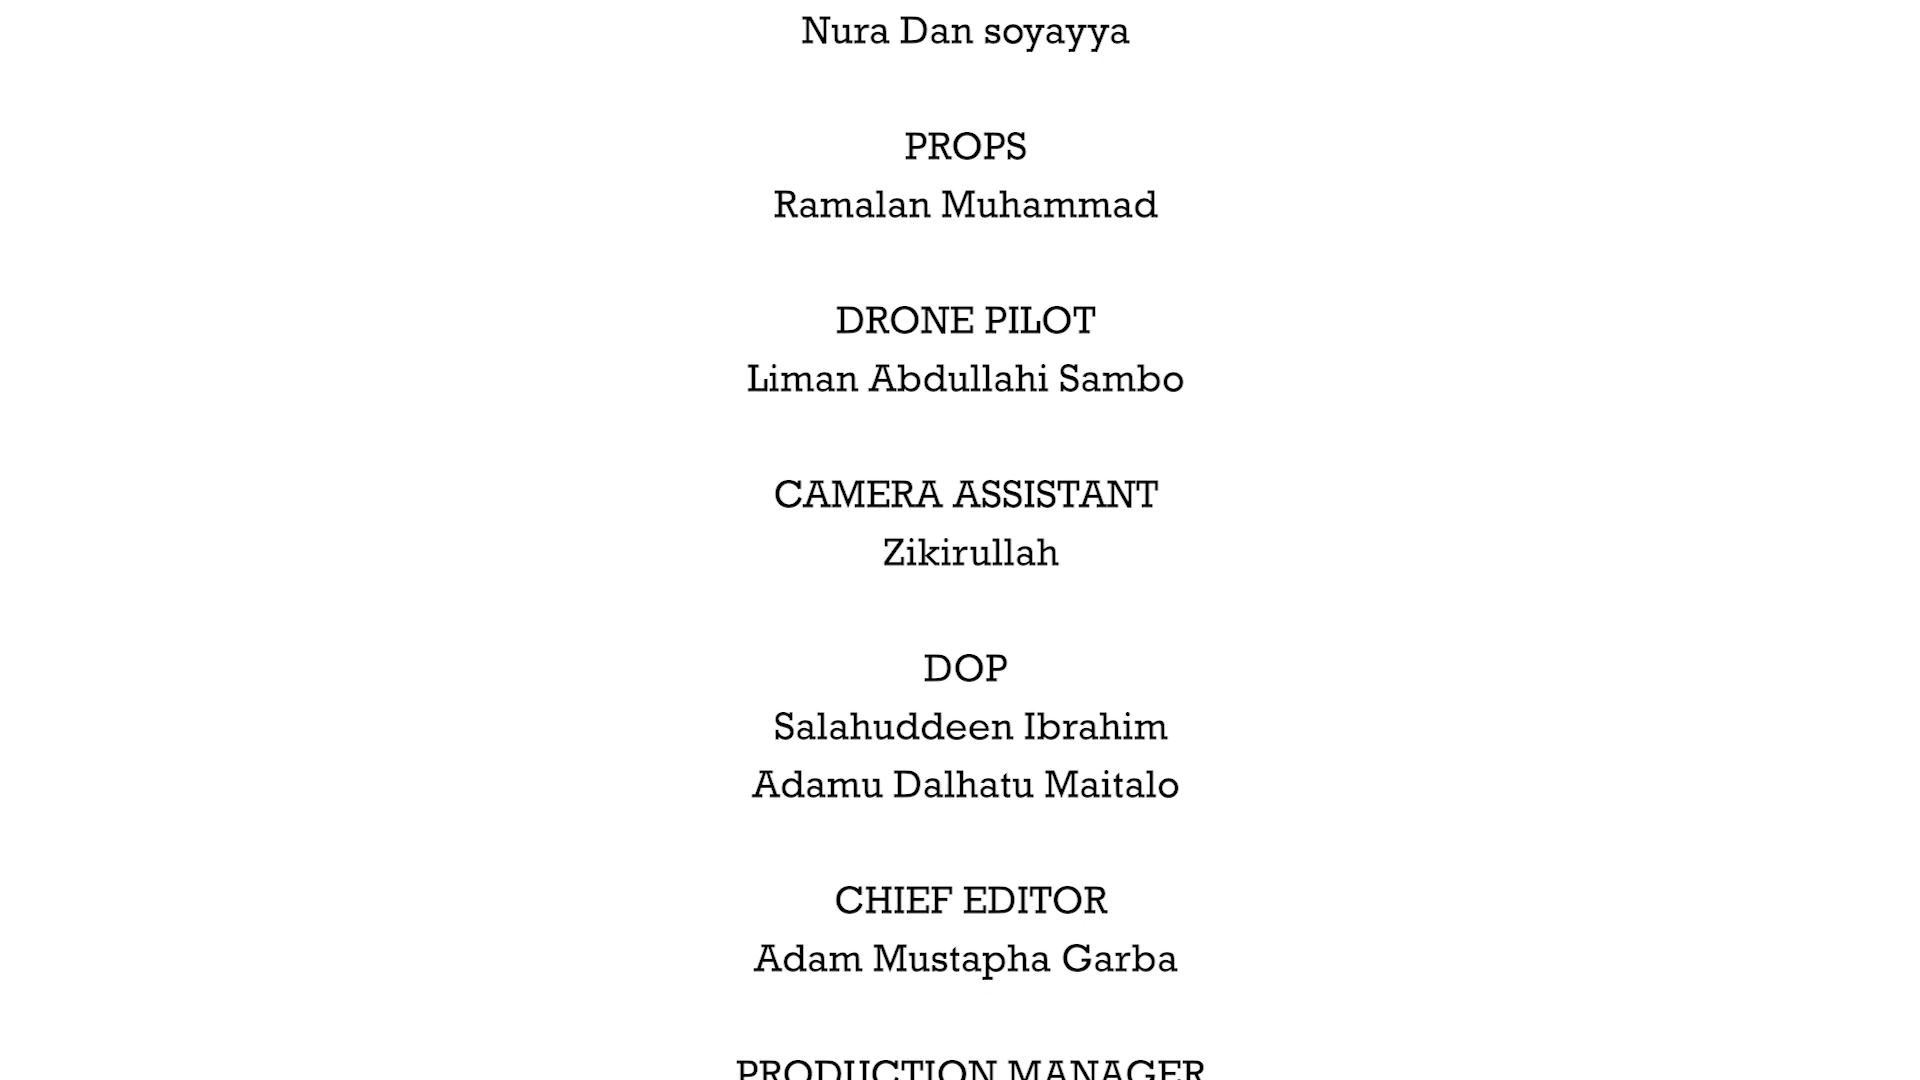 Nura Dan soyayya
PROPS
Ramalan Muhammad
DRONE PILOT
Liman Abdullahi Sambo
CAMERA ASSISTANT
Zikirullah
DOP
Salahuddeen Ibrahim
Adamu Dalhatu Maitalo
CHIEF EDITOR
Adam Mustapha Garba
PRODUCTION MANAGER